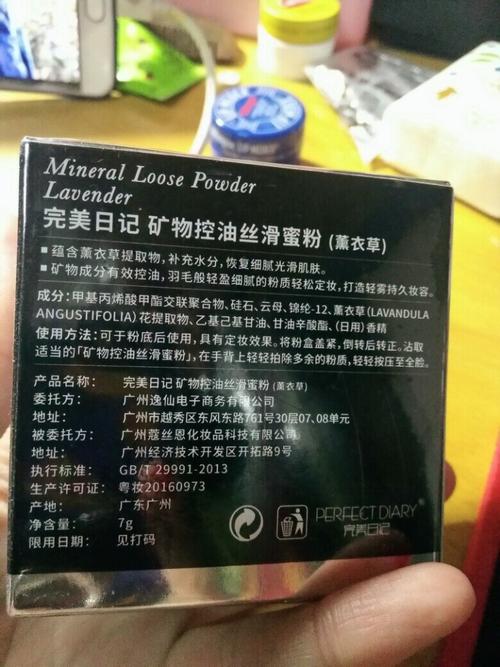 Mineral Loose Powder
Lavender
完美日记 矿物控油丝滑蜜粉 (薰衣草)
▪ 蕴含薰衣草提取物，补充水分，恢复细腻光滑肌肤。
▪ 矿物成分有效控油，羽毛般轻盈细腻的粉质轻松定妆，打造轻雾持久妆容。
成分：甲基丙烯酸甲酯交联聚合物、硅石、云母、锦纶-12、薰衣草（LAVANDULA
ANGUSTIFOLIA）花提取物、乙基己基甘油、甘油辛酸酯、（日用）香精
使用方法：可于粉底后使用，具有定妆效果。将粉盒盖紧，倒转后转正。沾取
适当的「矿物控油丝滑蜜粉」，在手背上轻轻拍除多余的粉质，轻轻按压至全脸。
产品名称： 完美日记 矿物控油丝滑蜜粉 (薰衣草)
委托方： 广州逸仙电子商务有限公司
地址： 广州市越秀区东风东路761号30层07、08单元
被委托方： 广州蔻丝恩化妆品科技有限公司
地址： 广州经济技术开发区开拓路9号
执行标准： GB/T 29991-2013
生产许可证： 粤妆20160973
产地： 广东广州
净含量： 7g
限用日期： 见打码
PERFECT DIARY®
完美日记